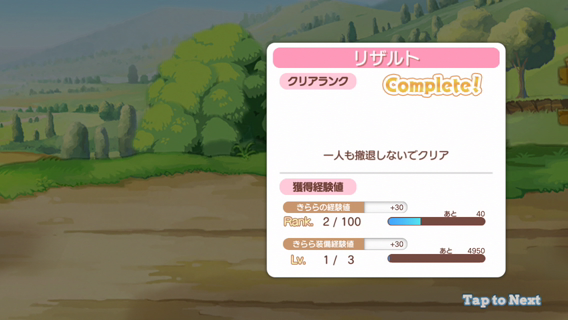 リザルト
クリアランク
Complete!
一人も撤退しないでクリア
獲得経験値
きららの経験値 +30
Rank. 2 / 100 あと 40
きらら装備経験値 +30
Lv. 1 / 3 あと 4950
Tap to Next